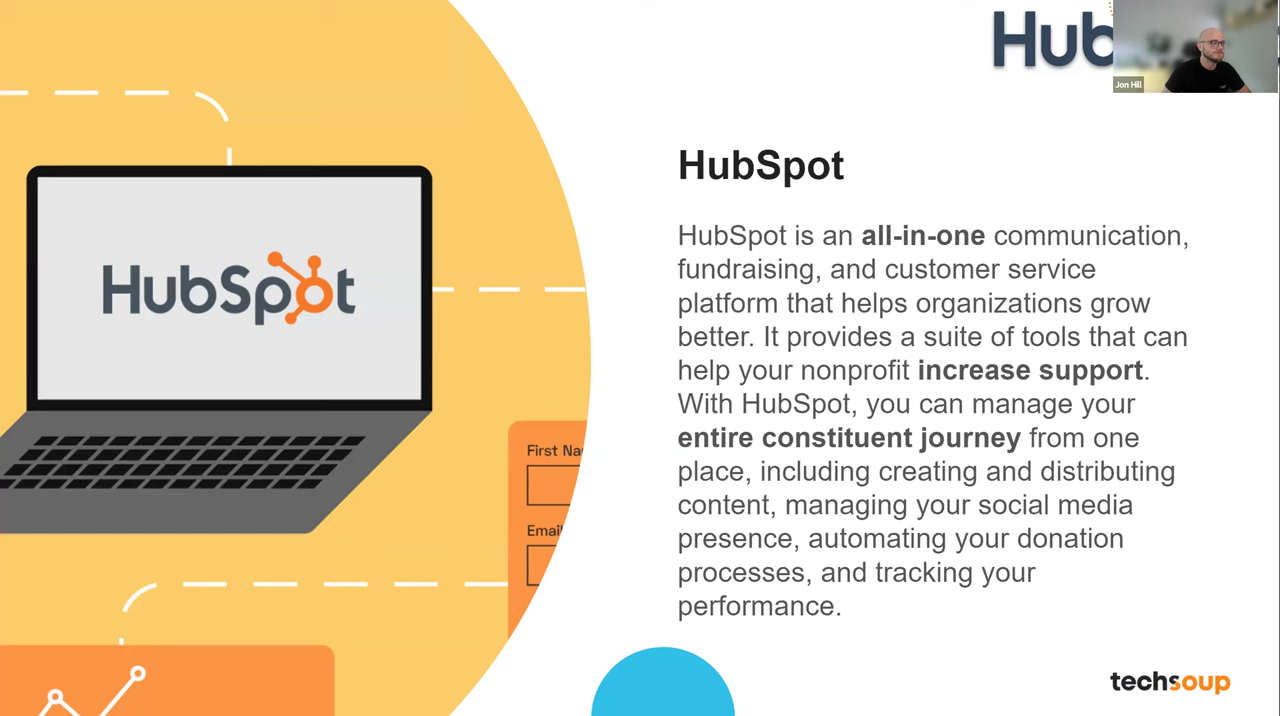 Hub
Jon Hill
HubSpot
HubSpot
HubSpot is an all-in-one communication,
fundraising, and customer service
platform that helps organizations grow
better. It provides a suite of tools that can
help your nonprofit increase support.
With HubSpot, you can manage your
entire constituent journey from one
place, including creating and distributing
content, managing your social media
presence, automating your donation
processes, and tracking your
performance.
First Na
Email
techsoup